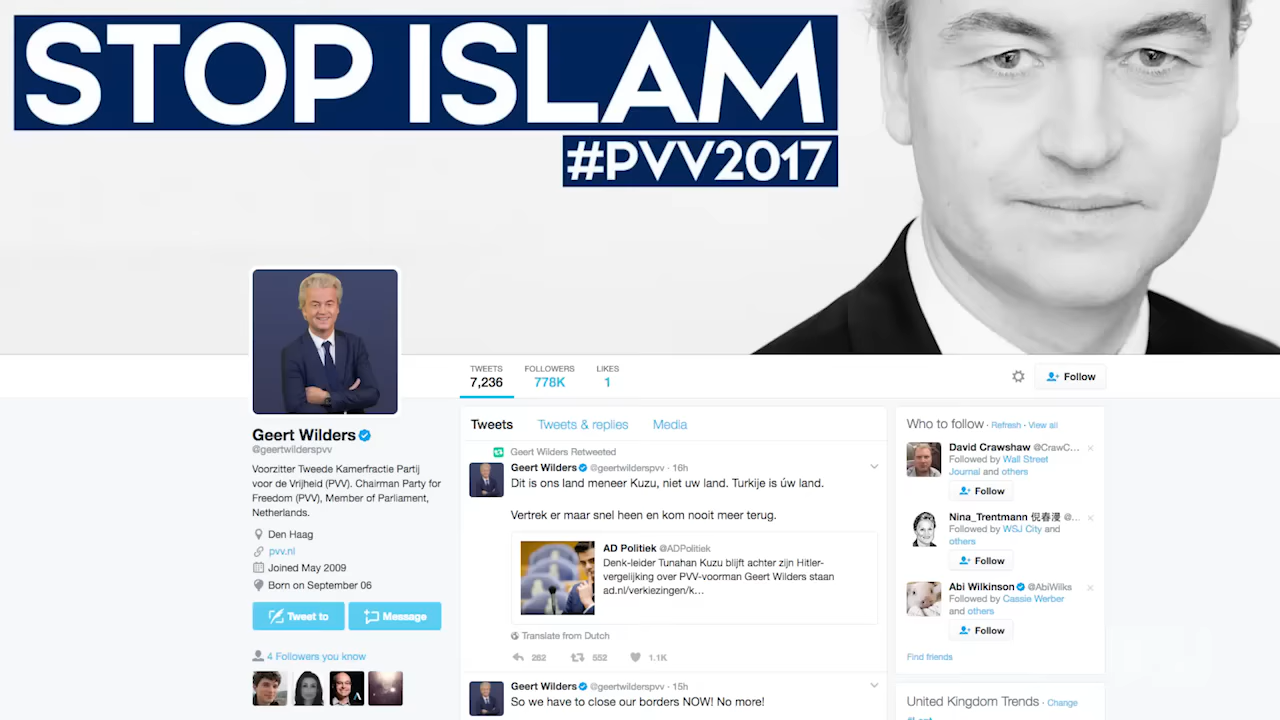 STOP ISLAM
#PVV2017
TWEETS
7,236
FOLLOWERS
778K
LIKES
1
Follow
Geert Wilders
@geertwilderspvv
Voorzitter Tweede Kamerfractie Partij
voor de Vrijheid (PVV). Chairman Party for
Freedom (PVV), Member of Parliament,
Netherlands.
Den Haag
pvv.nl
Joined May 2009
Born on September 06
Tweet to
Message
4 Followers you know
Tweets
Tweets & replies
Media
Geert Wilders Retweeted
Geert Wilders @geertwilderspvv · 16h
Dit is ons land meneer Kuzu, niet uw land. Turkije is úw land.
Vertrek er maar snel heen en kom nooit meer terug.
AD Politiek @ADPolitiek
Denk-leider Tunahan Kuzu blijft achter zijn Hitler-
vergelijking over PVV-voorman Geert Wilders staan
ad.nl/verkiezingen/k…
Translate from Dutch
262
552
1.1K
Geert Wilders @geertwilderspvv · 15h
So we have to close our borders NOW! No more!
Who to follow · Refresh · View all
David Crawshaw @CrawC…
Followed by Wall Street
Journal and others
Follow
Nina_Trentmann 倪春漫 @…
Followed by WSJ City and
others
Follow
Abi Wilkinson @AbiWilks
Followed by Cassie Werber
and others
Follow
Find friends
United Kingdom Trends · Change